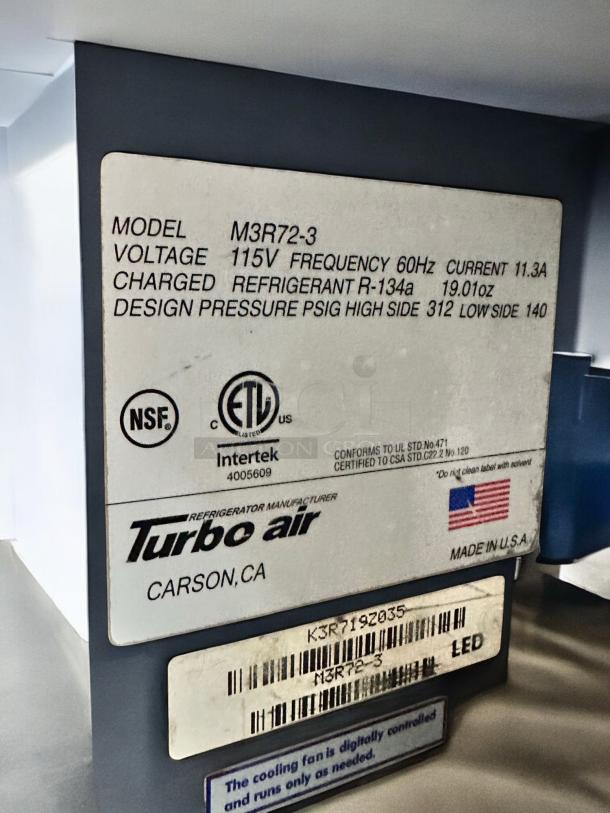 MODEL M3R72-3
VOLTAGE 115V FREQUENCY 60Hz CURRENT 11.3A
CHARGED REFRIGERANT R-134a 19.01oz
DESIGN PRESSURE PSIG HIGH SIDE 312 LOW SIDE 140
NSF®
C ETL US
LISTED
Intertek
4005609
CONFORMS TO UL STD.No.471
CERTIFIED TO CSA STD.C22.2 No.120
*Do not clean label with solvent
REFRIGERATOR MANUFACTURER
Turbo air
CARSON,CA
MADE IN U.S.A
K3R719Z035
M3R72-3
LED
The cooling fan is digitally controlled
and runs only as needed.